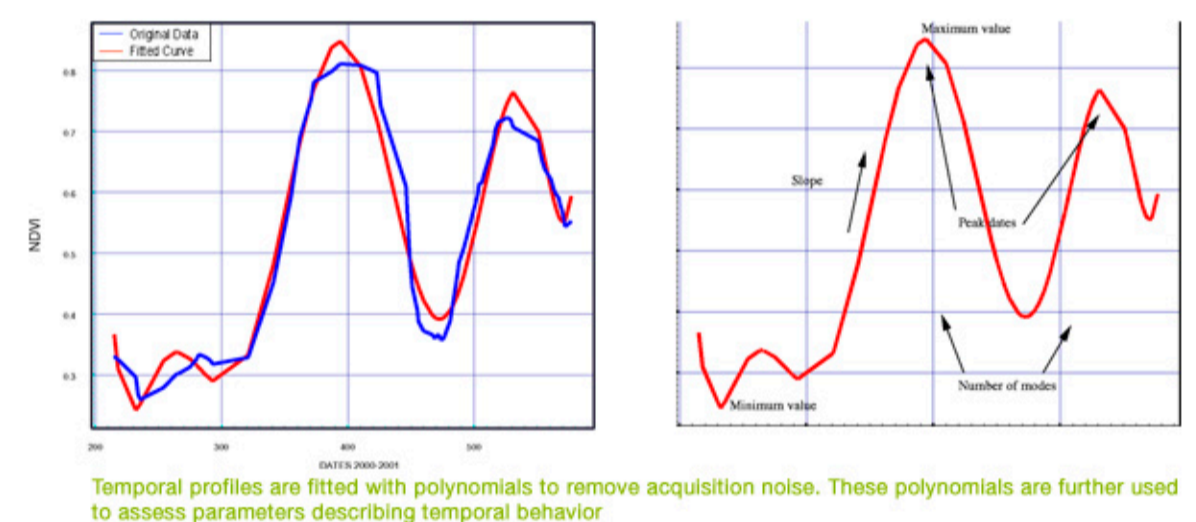 Original Data
Fitted Curve
0.8
0.7
0.6
0.5
0.4
0.3
NDVI
200 300 400 500
DATES 2000-2001
Maximum value
Slope
Peak dates
Number of modes
Minimum value
Temporal profiles are fitted with polynomials to remove acquisition noise. These polynomials are further used
to assess parameters describing temporal behavior